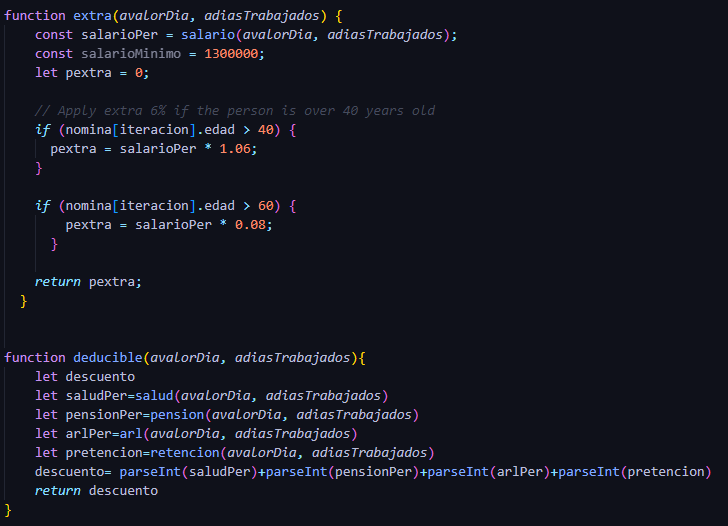 function extra(avalorDia, adiasTrabajados) {
const salarioPer = salario(avalorDia, adiasTrabajados);
const salarioMinimo = 1300000;
let pextra = 0;
// Apply extra 6% if the person is over 40 years old
if (nomina[iteracion].edad > 40) {
pextra = salarioPer * 1.06;
}
if (nomina[iteracion].edad > 60) {
pextra = salarioPer * 0.08;
}
return pextra;
}
function deducible(avalorDia, adiasTrabajados){
let descuento
let saludPer=salud(avalorDia, adiasTrabajados)
let pensionPer=pension(avalorDia, adiasTrabajados)
let arlPer=arl(avalorDia, adiasTrabajados)
let pretencion=retencion(avalorDia, adiasTrabajados)
descuento= parseInt(saludPer)+parseInt(pensionPer)+parseInt(arlPer)+parseInt(pretencion)
return descuento
}